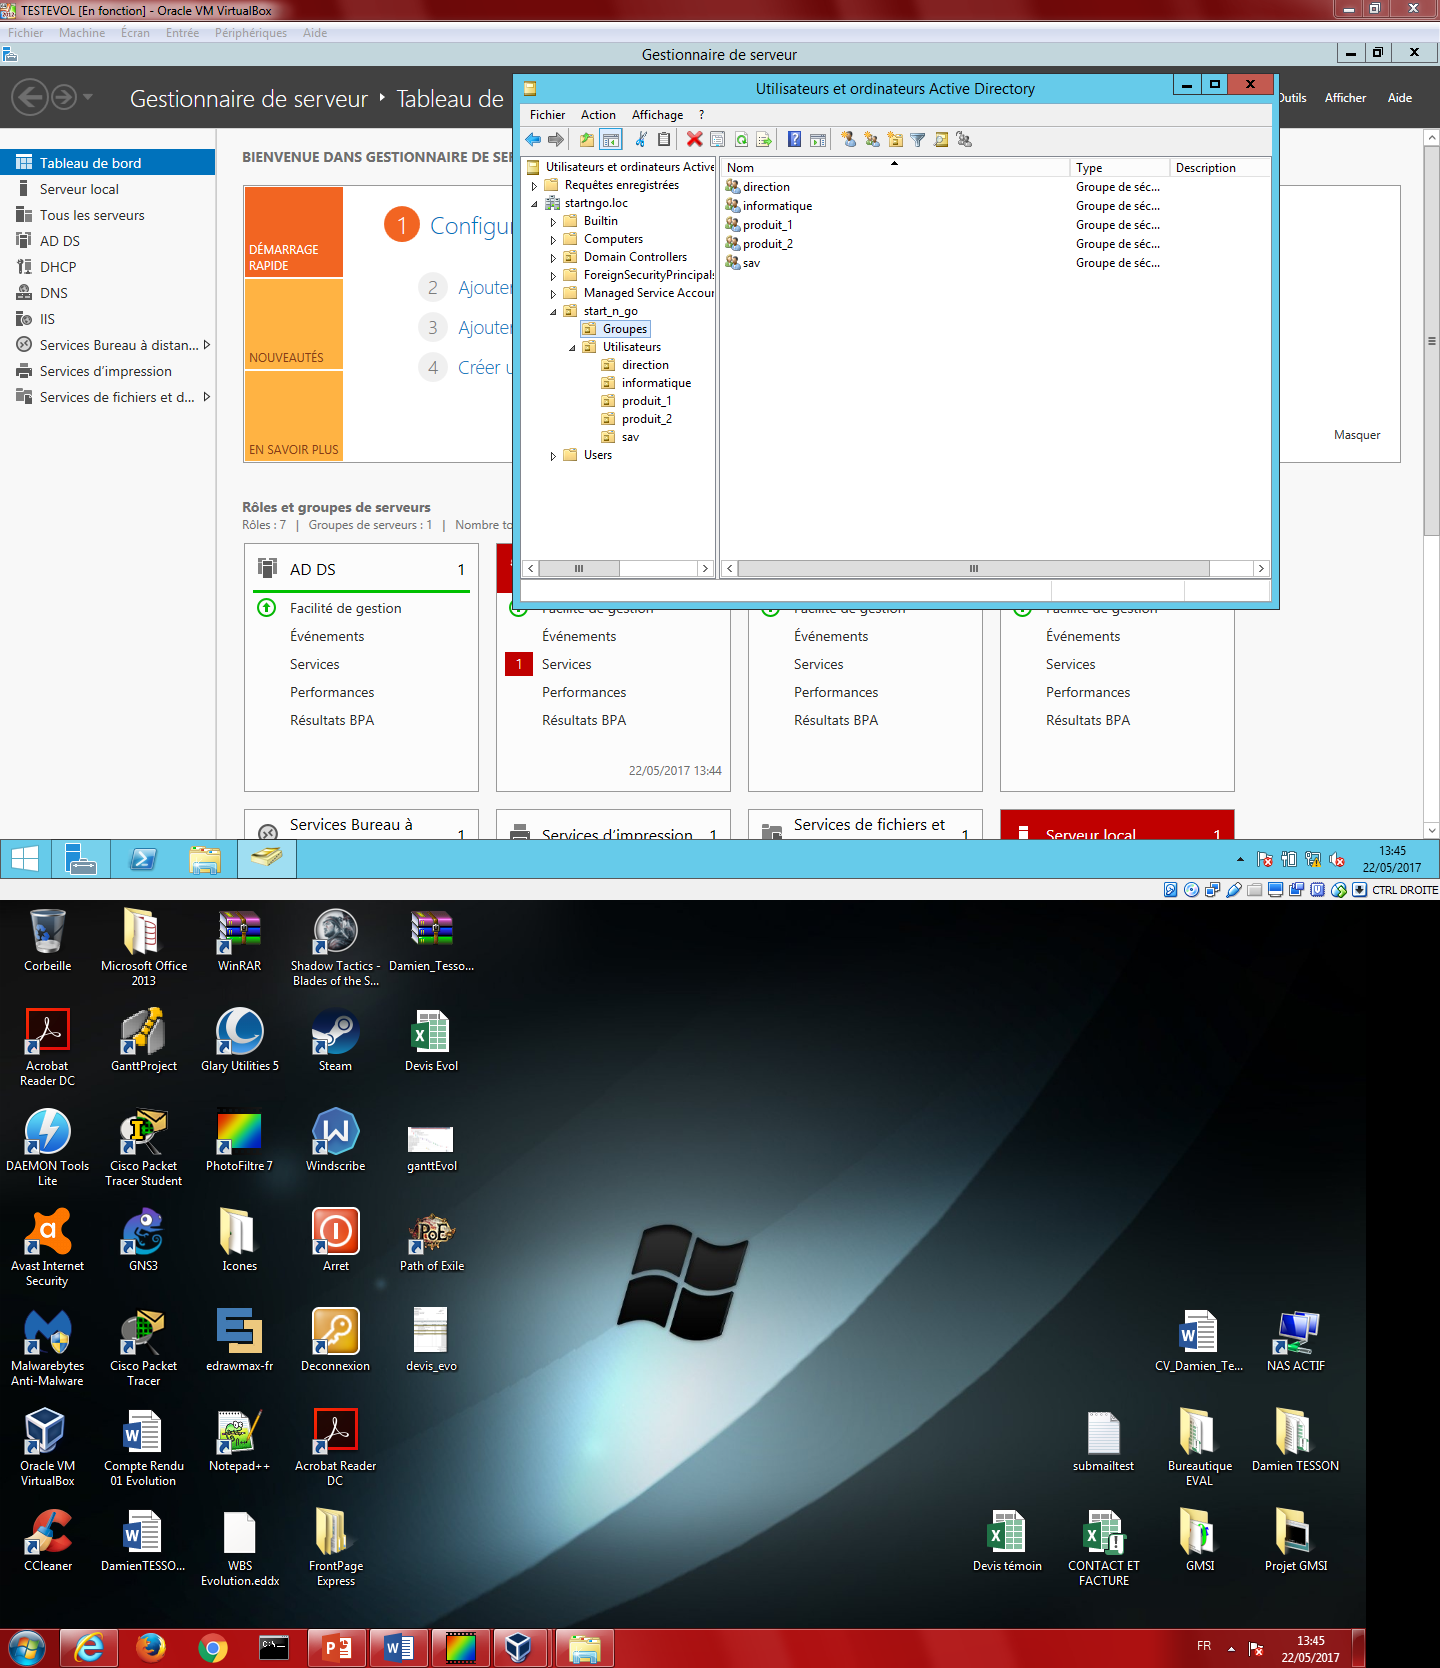 TESTEVOL [En fonction] - Oracle VM VirtualBox
Fichier Machine Écran Entrée Périphériques Aide
Gestionnaire de serveur
Gestionnaire de serveur ‣ Tableau de
Outils Afficher Aide
Tableau de bord
Serveur local
Tous les serveurs
AD DS
DHCP
DNS
IIS
Services Bureau à distan...
Services d'impression
Services de fichiers et d...
BIENVENUE DANS GESTIONNAIRE DE SER
DÉMARRAGE
RAPIDE
NOUVEAUTÉS
EN SAVOIR PLUS
1 Configu
2 Ajouter
3 Ajouter
4 Créer u
Masquer
Utilisateurs et ordinateurs Active Directory
Fichier Action Affichage ?
Utilisateurs et ordinateurs Active
Requêtes enregistrées
startngo.loc
Builtin
Computers
Domain Controllers
ForeignSecurityPrincipals
Managed Service Accour
start_n_go
Groupes
Utilisateurs
direction
informatique
produit_1
produit_2
sav
Users
Nom Type Description
direction Groupe de séc...
informatique Groupe de séc...
produit_1 Groupe de séc...
produit_2 Groupe de séc...
sav Groupe de séc...
Rôles et groupes de serveurs
Rôles : 7 | Groupes de serveurs : 1 | Nombre to
AD DS 1
Facilité de gestion
Événements
Services
Performances
Résultats BPA
Facilité de gestion
Événements
1 Services
Performances
Résultats BPA
22/05/2017 13:44
Facilité de gestion
Événements
Services
Performances
Résultats BPA
Facilité de gestion
Événements
Services
Performances
Résultats BPA
Services Bureau à 1
Services d'impression 1
Services de fichiers et 1
Serveur local 1
13:45
22/05/2017
CTRL DROITE
Corbeille
Microsoft Office
2013
WinRAR
Shadow Tactics -
Blades of the S...
Damien_Tesso...
Acrobat
Reader DC
GanttProject
Glary Utilities 5
Steam
Devis Evol
DAEMON Tools
Lite
Cisco Packet
Tracer Student
PhotoFiltre 7
Windscribe
ganttEvol
Avast Internet
Security
GNS3
Icones
Arret
Path of Exile
Malwarebytes
Anti-Malware
Cisco Packet
Tracer
edrawmax-fr
Deconnexion
devis_evo
CV_Damien_Te...
NAS ACTIF
Oracle VM
VirtualBox
Compte Rendu
01 Evolution
Notepad++
Acrobat Reader
DC
submailtest
Bureautique
EVAL
Damien TESSON
CCleaner
DamienTESSO...
WBS
Evolution.eddx
FrontPage
Express
Devis témoin
CONTACT ET
FACTURE
GMSI
Projet GMSI
FR
13:45
22/05/2017